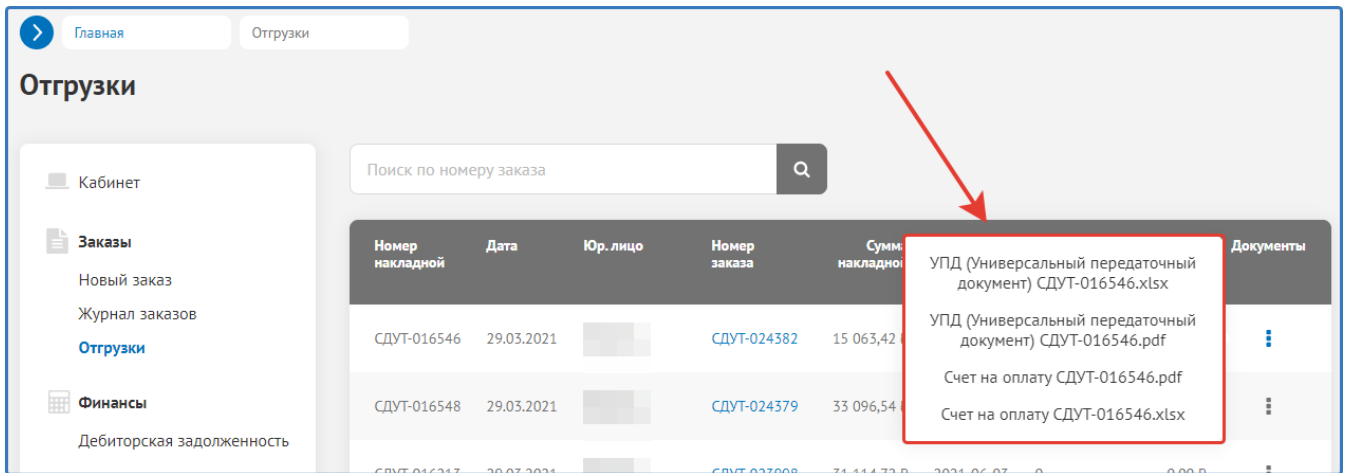 Главная
Отгрузки
Отгрузки
Поиск по номеру заказа
Кабинет
Заказы
Новый заказ
Журнал заказов
Отгрузки
Финансы
Дебиторская задолженность
Номер накладной
Дата
Юр. лицо
Номер заказа
Документы
УПД (Универсальный передаточный
документ) СДУТ-016546.xlsx
УПД (Универсальный передаточный
документ) СДУТ-016546.pdf
Счет на оплату СДУТ-016546.pdf
Счет на оплату СДУТ-016546.xlsx
СДУТ-016546 29.03.2021 СДУТ-024382 15 063,42
СДУТ-016548 29.03.2021 СДУТ-024379 33 096,54